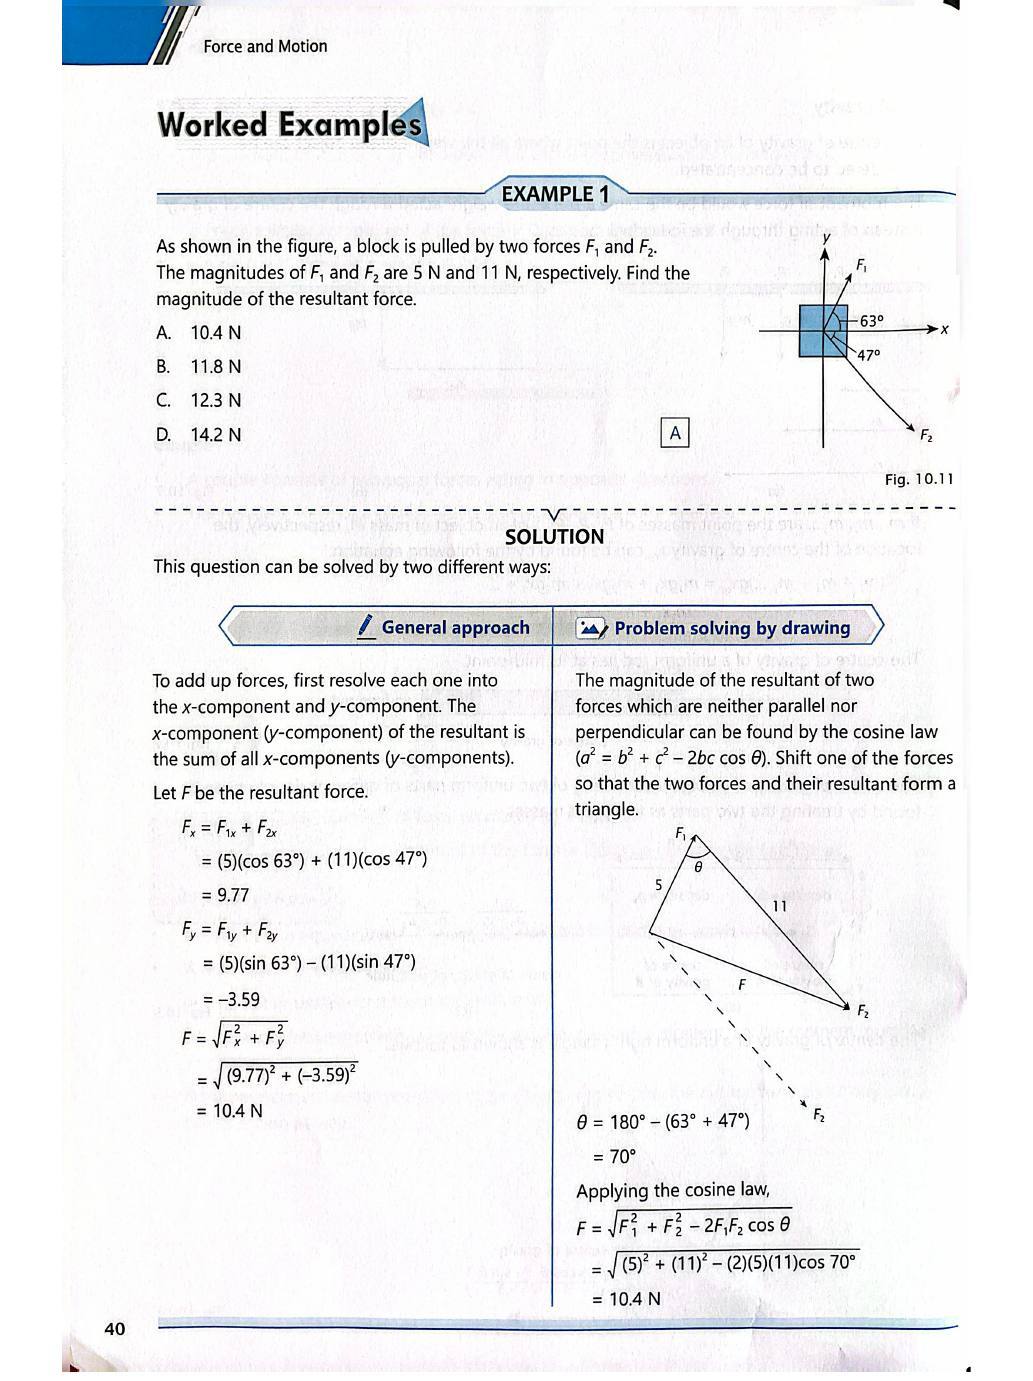 Force and Motion
Worked Examples
EXAMPLE 1
As shown in the figure, a block is pulled by two forces F₁ and F₂.
The magnitudes of F₁ and F₂ are 5 N and 11 N, respectively. Find the
magnitude of the resultant force.
A. 10.4 N
B. 11.8 N
C. 12.3 N
D. 14.2 N
A
y
F₁
63°
x
47°
F₂
Fig. 10.11
SOLUTION
This question can be solved by two different ways:
General approach
To add up forces, first resolve each one into
the x-component and y-component. The
x-component (y-component) of the resultant is
the sum of all x-components (y-components).
Let F be the resultant force.
Fₓ = F₁ₓ + F₂ₓ
= (5)(cos 63°) + (11)(cos 47°)
= 9.77
F_y = F_1y + F_2y
= (5)(sin 63°) – (11)(sin 47°)
= –3.59
F = √(Fₓ² + F_y²)
= √((9.77)² + (–3.59)²)
= 10.4 N
Problem solving by drawing
The magnitude of the resultant of two
forces which are neither parallel nor
perpendicular can be found by the cosine law
(a² = b² + c² – 2bc cos θ). Shift one of the forces
so that the two forces and their resultant form a
triangle.
F₁
θ
5
11
F
F₂
F₂
θ = 180° – (63° + 47°)
= 70°
Applying the cosine law,
F = √(F₁² + F₂² – 2F₁F₂ cos θ)
= √((5)² + (11)² – (2)(5)(11)cos 70°)
= 10.4 N
40